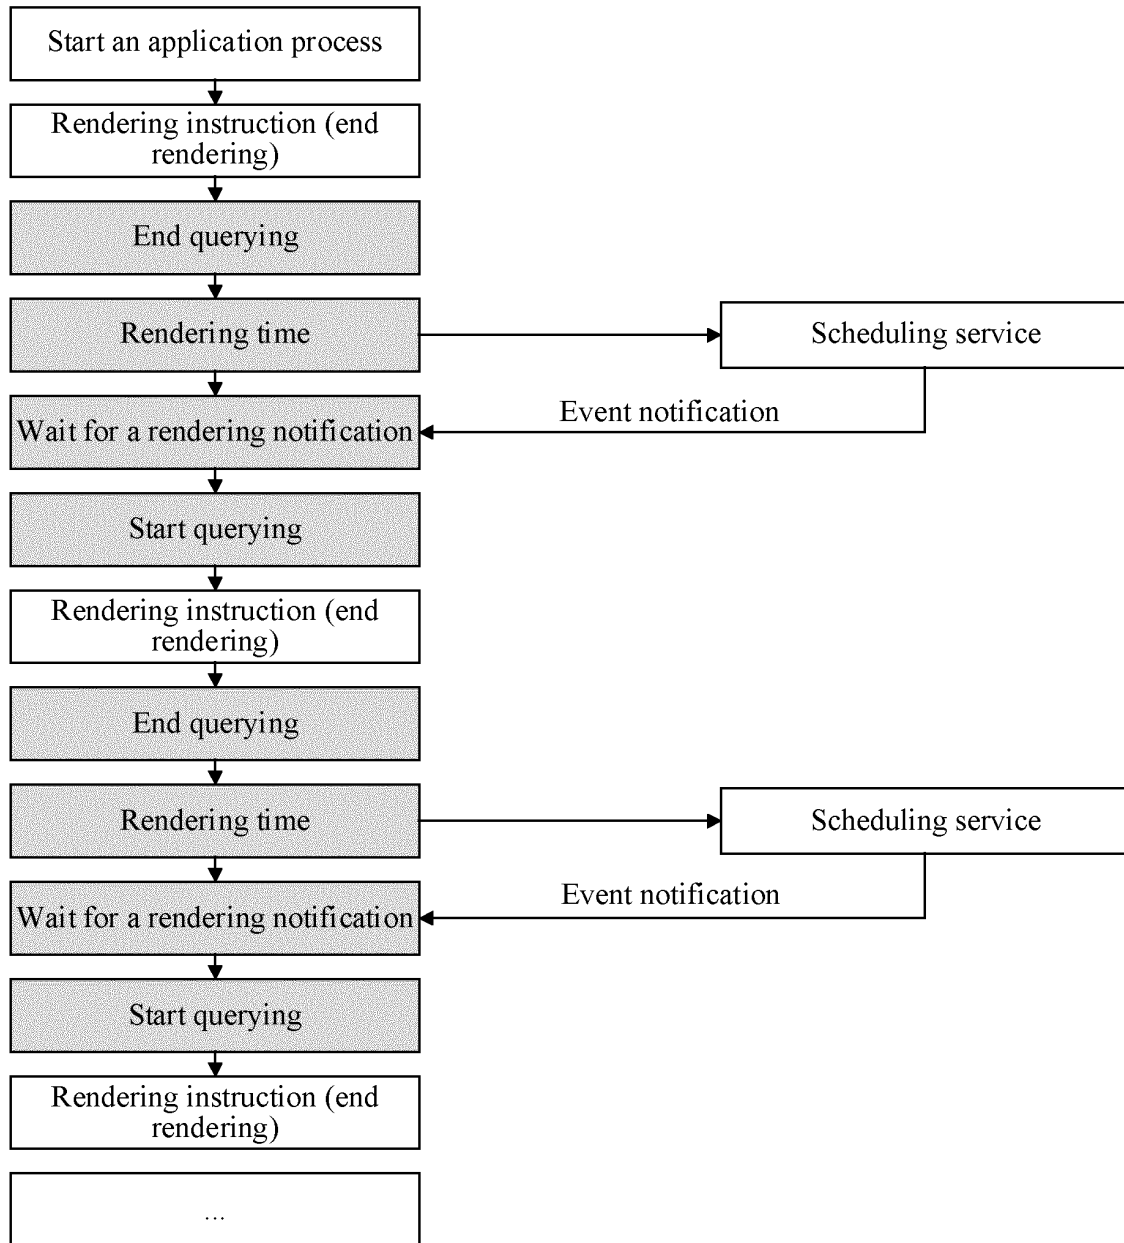 Start an application process
Rendering instruction (end
rendering)
End querying
Rendering time
Scheduling service
Event notification
Wait for a rendering notification
Start querying
Rendering instruction (end
rendering)
End querying
Rendering time
Scheduling service
Event notification
Wait for a rendering notification
Start querying
Rendering instruction (end
rendering)
...